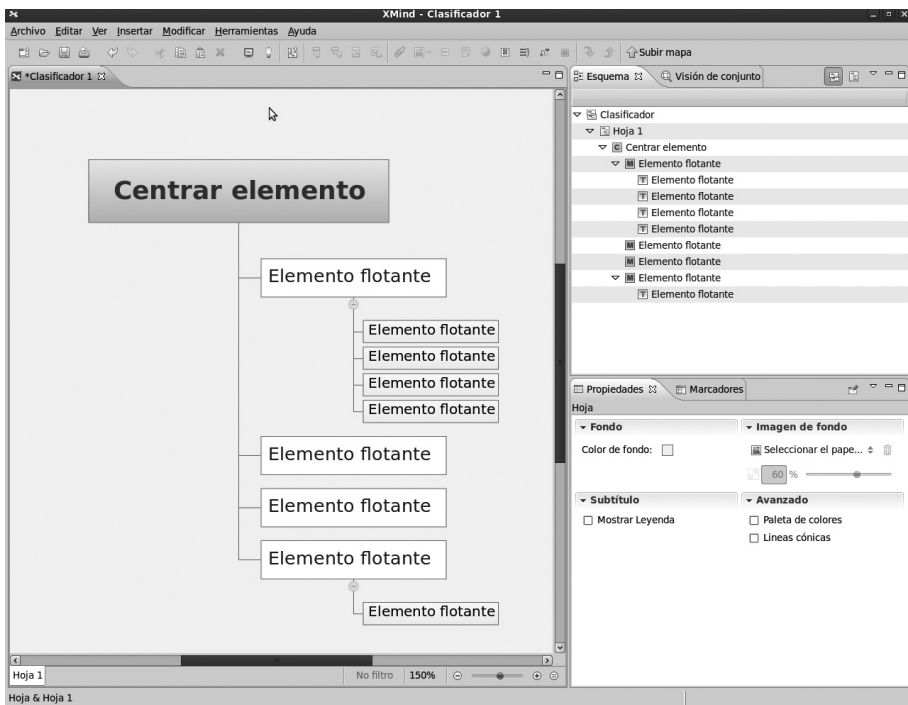 XMind - Clasificador 1
Archivo Editar Ver Insertar Modificar Herramientas Ayuda
Subir mapa
*Clasificador 1
Centrar elemento
Elemento flotante
Elemento flotante
Elemento flotante
Elemento flotante
Elemento flotante
Elemento flotante
Elemento flotante
Elemento flotante
Elemento flotante
Hoja 1
No filtro 150%
Esquema Visión de conjunto
Clasificador
Hoja 1
C Centrar elemento
M Elemento flotante
T Elemento flotante
T Elemento flotante
T Elemento flotante
T Elemento flotante
M Elemento flotante
M Elemento flotante
M Elemento flotante
T Elemento flotante
Propiedades Marcadores
Hoja
Fondo
Color de fondo:
Imagen de fondo
Seleccionar el pape...
60 %
Subtítulo
Mostrar Leyenda
Avanzado
Paleta de colores
Lineas cónicas
Hoja & Hoja 1